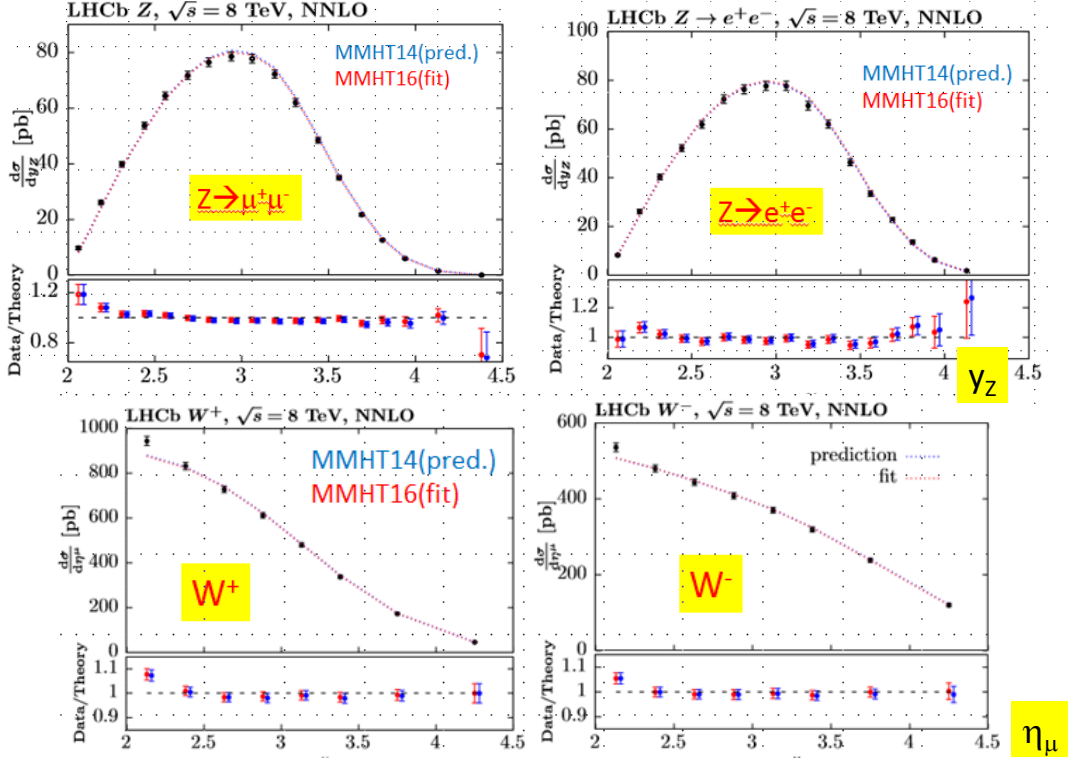 LHCb Z, √s = 8 TeV, NNLO
MMHT14(pred.)
MMHT16(fit)
Z→μ⁺μ⁻
dσ/dyZ [pb]
80
60
40
20
0
Data/Theory
1.2
0.8
2 2.5 3 3.5 4 4.5
LHCb Z → e⁺e⁻, √s = 8 TeV, NNLO
MMHT14(pred.)
MMHT16(fit)
Z→e⁺e⁻
dσ/dyZ [pb]
100
80
60
40
20
0
Data/Theory
1.2
1
2 2.5 3 3.5 4 4.5
yZ
LHCb W⁺, √s = 8 TeV, NNLO
MMHT14(pred.)
MMHT16(fit)
W⁺
dσ/dημ [pb]
1000
800
600
400
200
0
Data/Theory
1.1
1
0.9
2 2.5 3 3.5 4 4.5
LHCb W⁻, √s = 8 TeV, NNLO
prediction
fit
W⁻
dσ/dημ [pb]
600
400
200
0
Data/Theory
1.1
1
0.9
2 2.5 3 3.5 4 4.5
ημ